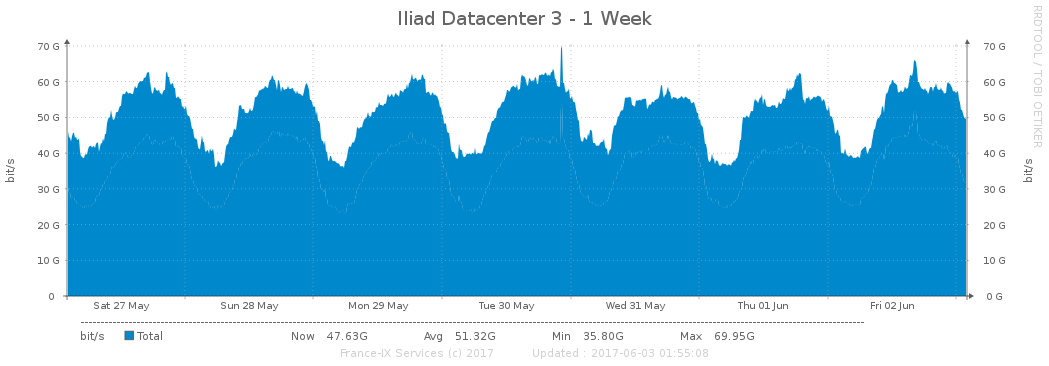 Iliad Datacenter 3 - 1 Week
RRDTOOL / TOBI OETIKER
bit/s
70 G 70 G
60 G 60 G
50 G 50 G
40 G 40 G
30 G 30 G
20 G 20 G
10 G 10 G
0 0 G
bit/s
Sat 27 May Sun 28 May Mon 29 May Tue 30 May Wed 31 May Thu 01 Jun Fri 02 Jun
bit/s Total Now 47.63G Avg 51.32G Min 35.80G Max 69.95G
France-IX Services (c) 2017 Updated : 2017-06-03 01:55:08